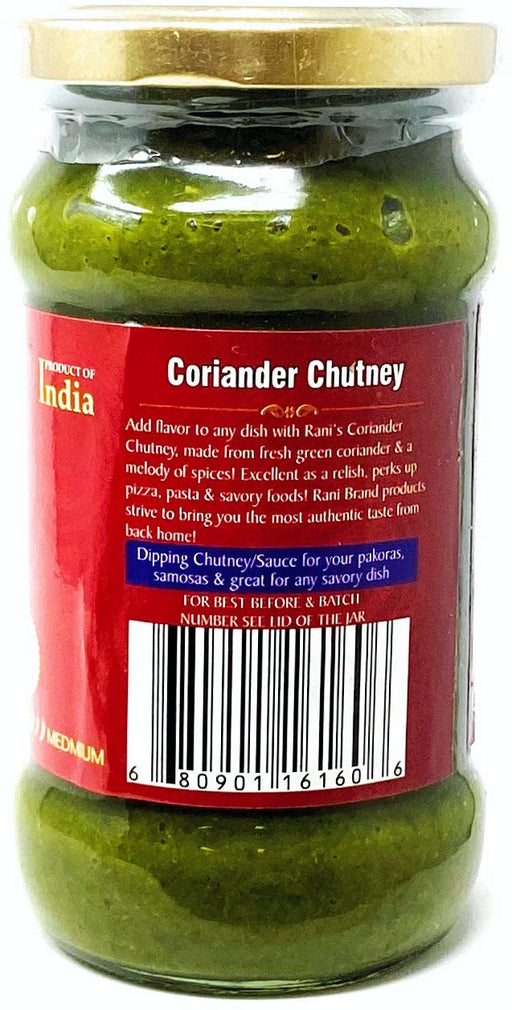 PRODUCT OF
India
Coriander Chutney
Add flavor to any dish with Rani's Coriander
Chutney, made from fresh green coriander & a
melody of spices! Excellent as a relish, perks up
pizza, pasta & savory foods! Rani Brand products
strive to bring you the most authentic taste from
back home!
Dipping Chutney/Sauce for your pakoras,
samosas & great for any savory dish
FOR BEST BEFORE & BATCH
NUMBER SEE LID OF THE JAR
MEDMIUM
6 80901 16160 6